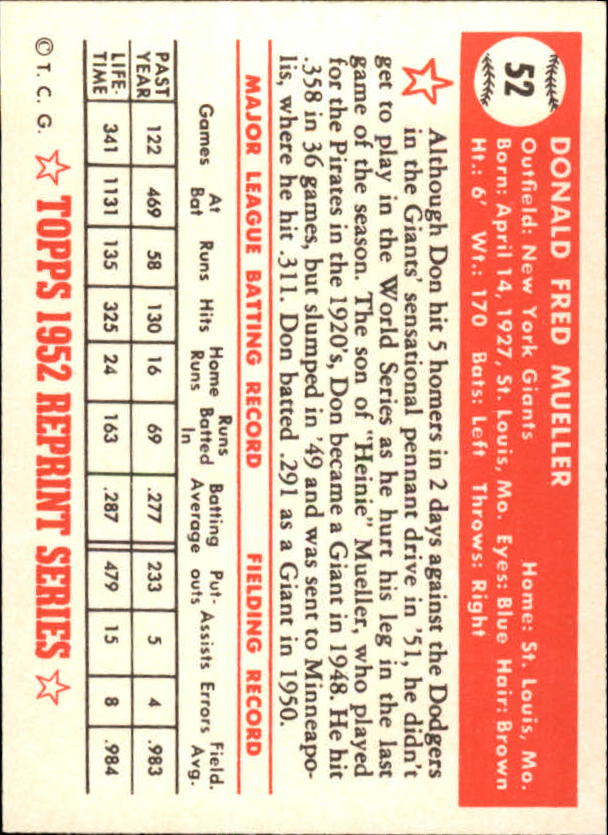 52
DONALD FRED MUELLER
Outfield: New York Giants Home: St. Louis, Mo.
Born: April 14, 1927, St. Louis, Mo. Eyes: Blue Hair: Brown
Ht.: 6' Wt.: 170 Bats: Left Throws: Right
Although Don hit 5 homers in 2 days against the Dodgers
in the Giants' sensational pennant drive in '51, he didn't
get to play in the World Series as he hurt his leg in the last
game of the season. The son of "Heinie" Mueller, who played
for the Pirates in the 1920's, Don became a Giant in 1948. He hit
.358 in 36 games, but slumped in '49 and was sent to Minneapo-
lis, where he hit .311. Don batted .291 as a Giant in 1950.
MAJOR LEAGUE BATTING RECORD FIELDING RECORD
Games At Bat Runs Hits Home Runs Runs Batted In Batting Average Put-outs Assists Errors Field. Avg.
PAST YEAR 122 469 58 130 16 69 .277 233 5 4 .983
LIFE-TIME 341 1131 135 325 24 163 .287 479 15 8 .984
© T. C. G. TOPPS 1952 REPRINT SERIES